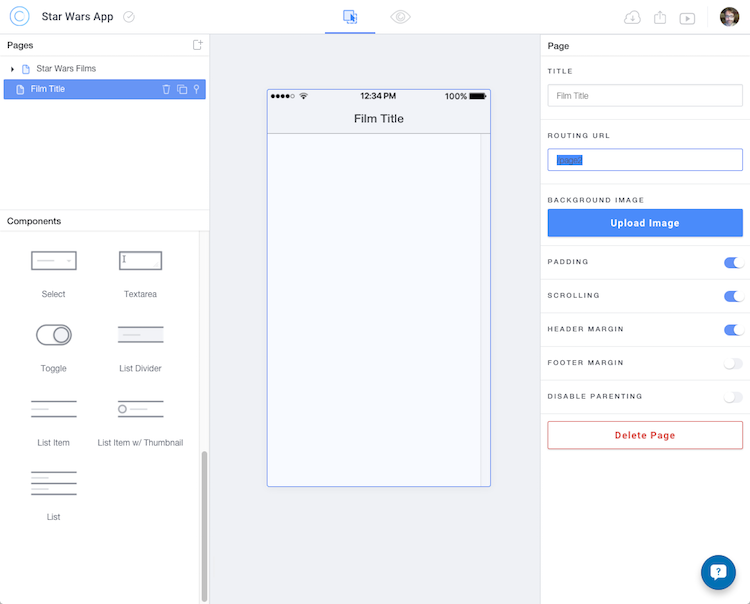 Star Wars App
Pages
Star Wars Films
Film Title
Components
Select
Textarea
Toggle
List Divider
List Item
List Item w/ Thumbnail
List
12:34 PM
100%
Film Title
Page
TITLE
Film Title
ROUTING URL
BACKGROUND IMAGE
Upload Image
PADDING
SCROLLING
HEADER MARGIN
FOOTER MARGIN
DISABLE PARENTING
Delete Page